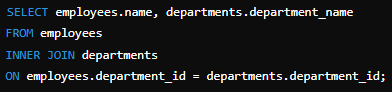 SELECT employees.name, departments.department_name
FROM employees
INNER JOIN departments
ON employees.department_id = departments.department_id;